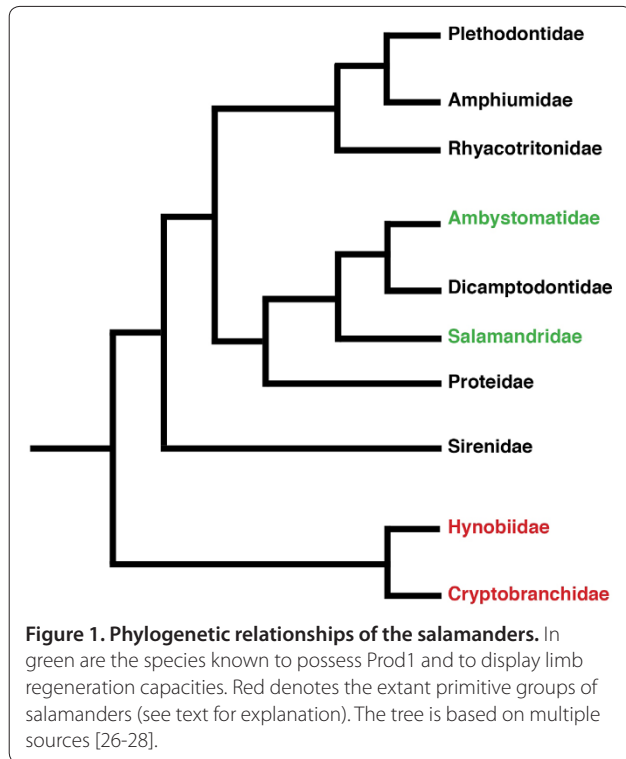 Plethodontidae
Amphiumidae
Rhyacotritonidae
Ambystomatidae
Dicamptodontidae
Salamandridae
Proteidae
Sirenidae
Hynobiidae
Cryptobranchidae
Figure 1. Phylogenetic relationships of the salamanders. In
green are the species known to possess Prod1 and to display limb
regeneration capacities. Red denotes the extant primitive groups of
salamanders (see text for explanation). The tree is based on multiple
sources [26-28].